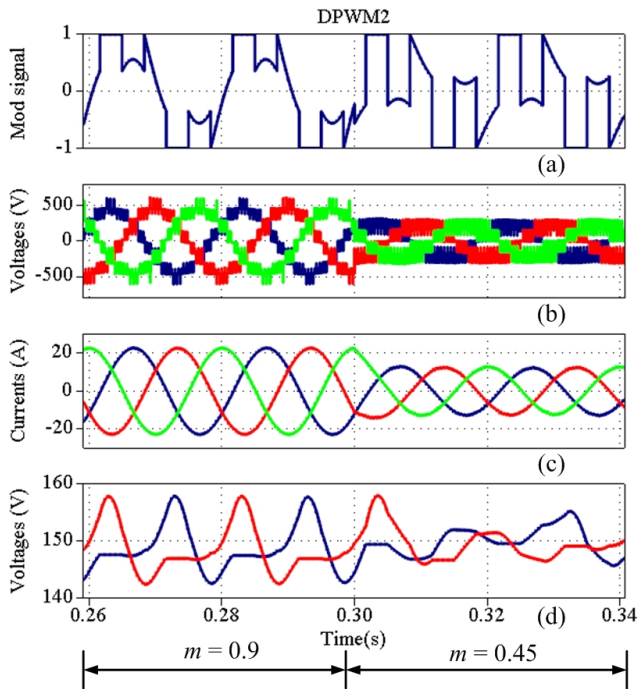 DPWM2
Mod signal
1
0
-1
(a)
Voltages (V)
500
0
-500
(b)
Currents (A)
20
0
-20
(c)
Voltages (V)
160
150
140
(d)
0.26 0.28 0.30 0.32 0.34
Time(s)
m = 0.9 m = 0.45